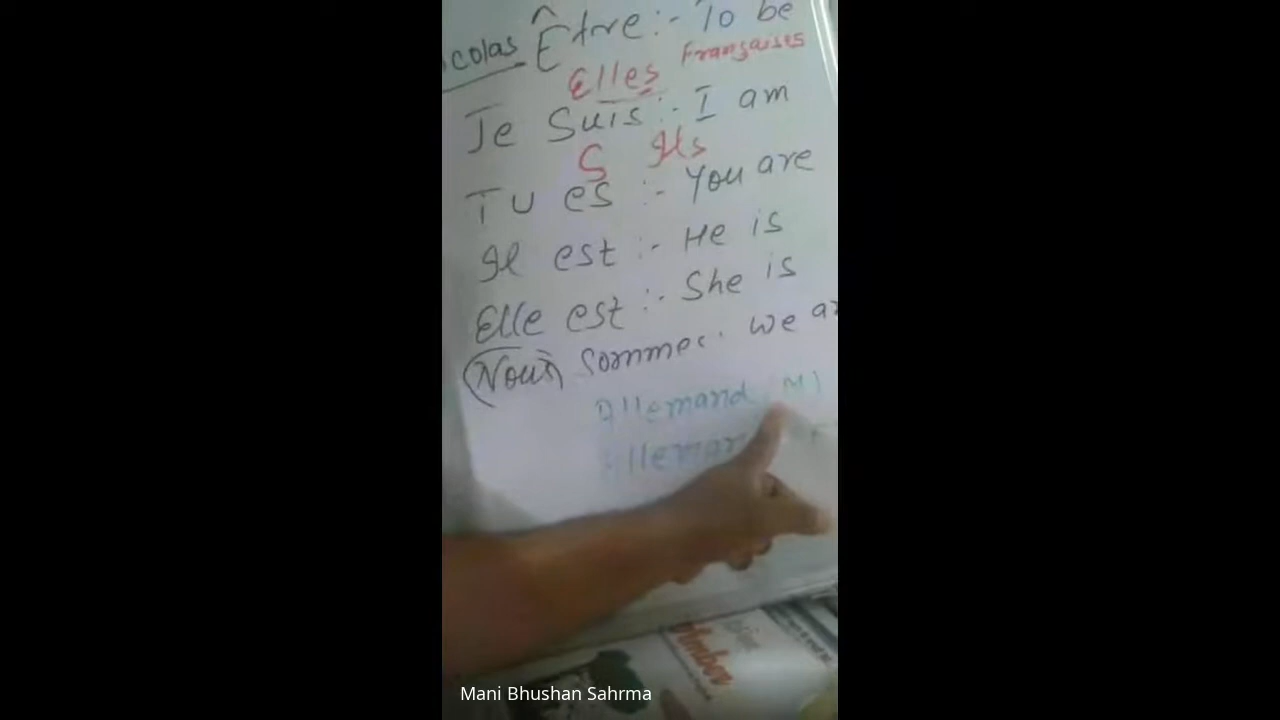 colas Être :- To be
Elles Françaises
Je Suis :- I am
S Ils
Tu es :- You are
Il est :- He is
Elle est :- She is
Nous Sommes. we
Allemand M)
Ambor
Mani Bhushan Sahrma